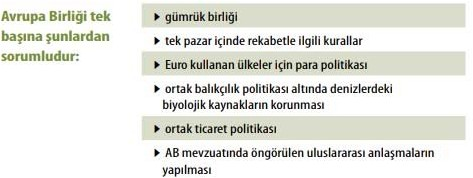 Avrupa Birliği tek
başına şunlardan
sorumludur:
▶ gümrük birliği
▶ tek pazar içinde rekabetle ilgili kurallar
▶ Euro kullanan ülkeler için para politikası
▶ ortak balıkçılık politikası altında denizlerdeki
biyolojik kaynakların korunması
▶ ortak ticaret politikası
▶ AB mevzuatında öngörülen uluslararası anlaşmaların
yapılması